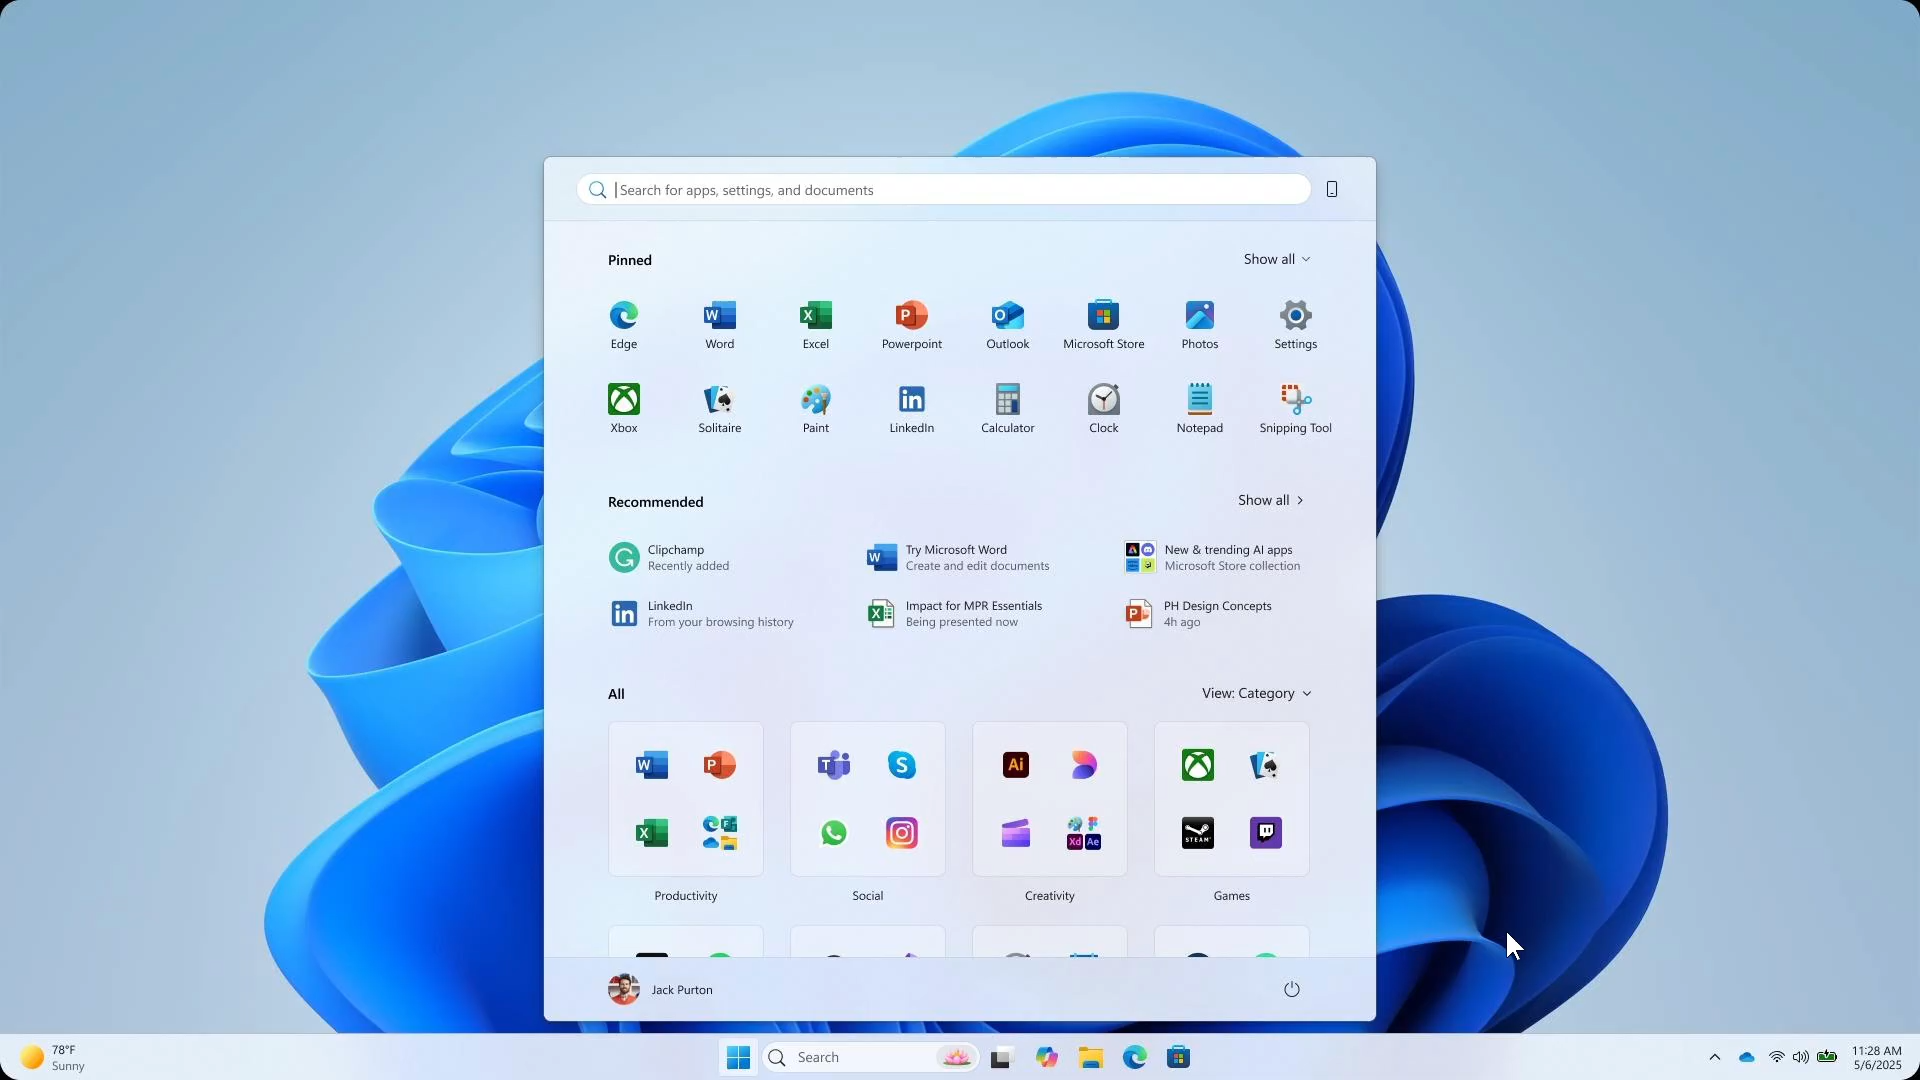 Search for apps, settings, and documents
Pinned
Show all
Edge
Word
Excel
Powerpoint
Outlook
Microsoft Store
Photos
Settings
Xbox
Solitaire
Paint
LinkedIn
Calculator
Clock
Notepad
Snipping Tool
Recommended
Show all
Clipchamp
Recently added
Try Microsoft Word
Create and edit documents
New & trending AI apps
Microsoft Store collection
LinkedIn
From your browsing history
Impact for MPR Essentials
Being presented now
PH Design Concepts
4h ago
All
View: Category
Ai
Xd Ae
STEAM
Productivity
Social
Creativity
Games
Jack Purton
78°F
Sunny
Search
11:28 AM
5/6/2025